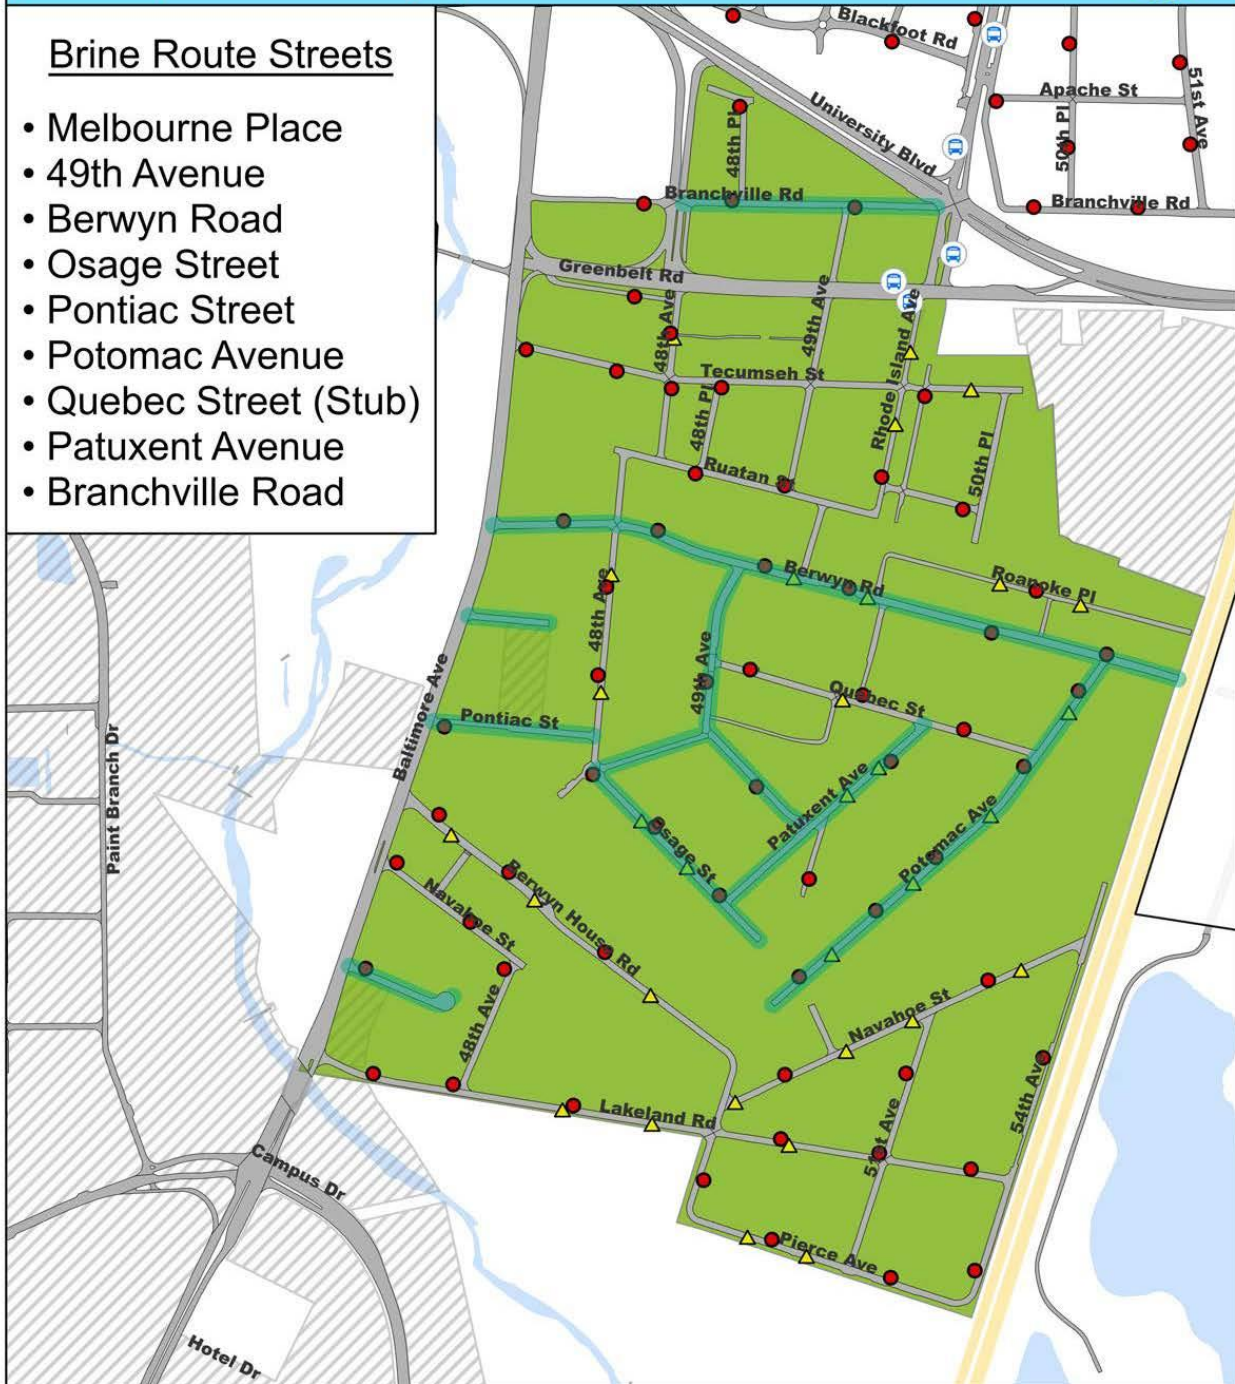 Brine Route Streets
• Melbourne Place
• 49th Avenue
• Berwyn Road
• Osage Street
• Pontiac Street
• Potomac Avenue
• Quebec Street (Stub)
• Patuxent Avenue
• Branchville Road
Blackfoot Rd
Apache St
51st Ave
University Blvd
48th Pl
50th Pl
Branchville Rd
Branchville Rd
Greenbelt Rd
48th Ave
49th Ave
Rhode Island Ave
Tecumseh St
48th Pl
Ruatan St
50th Pl
Berwyn Rd
Roanoke Pl
48th Ave
49th Ave
Quebec St
Baltimore Ave
Pontiac St
Paint Branch Dr
Patuxent Ave
Potomac Ave
Osage St
Berwyn House Rd
Navahoe St
48th Ave
Navahoe St
54th Ave
Lakeland Rd
51st Ave
Campus Dr
Pierce Ave
Hotel Dr